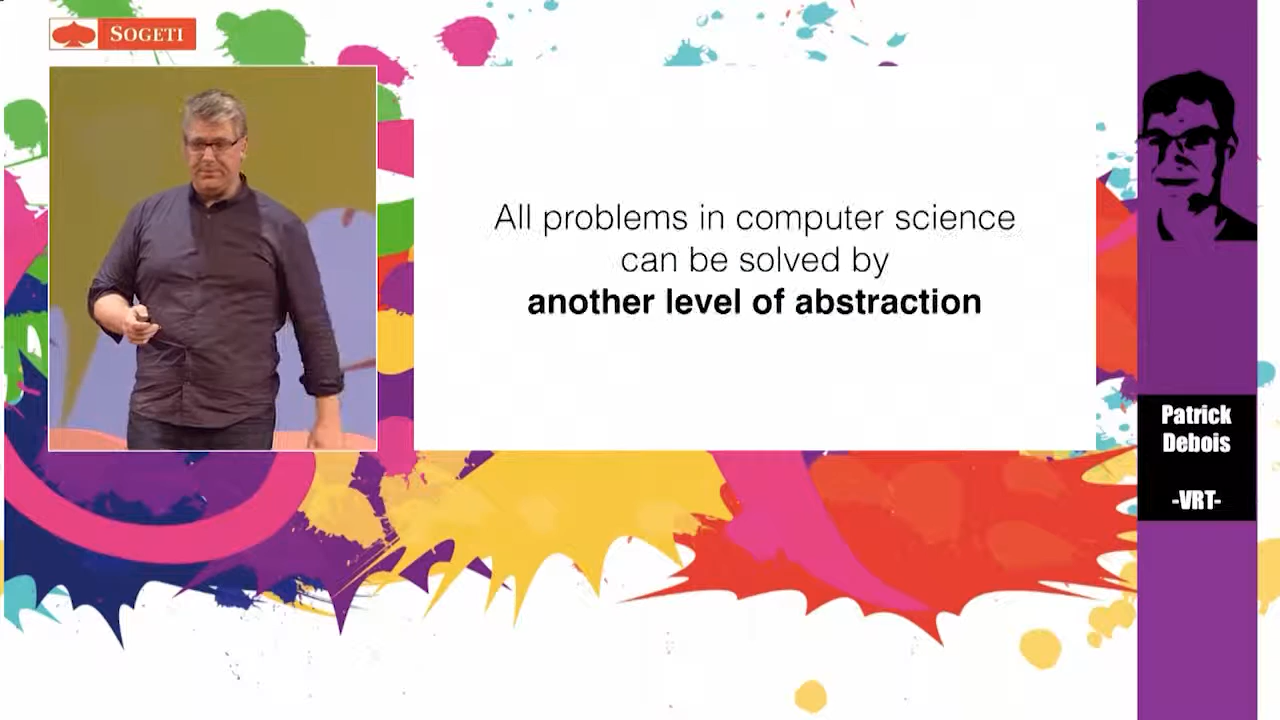 SOGETI
All problems in computer science
can be solved by
another level of abstraction
Patrick
Debois
-VRT-